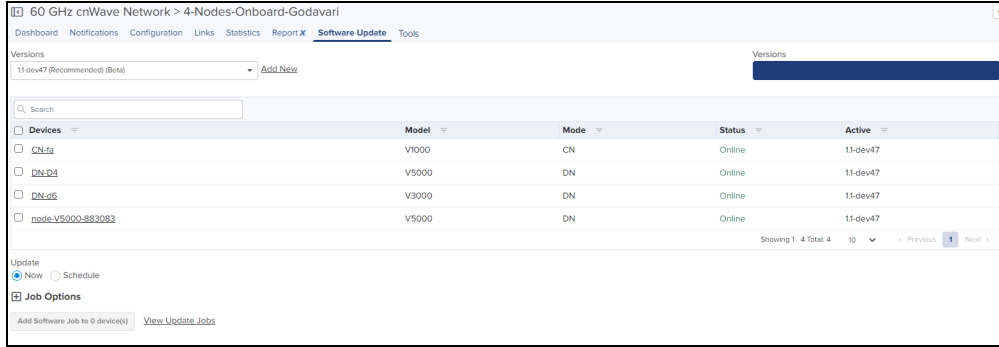 60 GHz cnWave Network > 4-Nodes-Onboard-Godavari
Dashboard Notifications Configuration Links Statistics Report X Software Update Tools
Versions Versions
1.1-dev47 (Recommended) (Beta) Add New
Search
Devices Model Mode Status Active
CN-fa V1000 CN Online 1.1-dev47
DN-D4 V5000 DN Online 1.1-dev47
DN-d6 V3000 DN Online 1.1-dev47
node-V5000-883083 V5000 DN Online 1.1-dev47
Showing 1 - 4 Total: 4 10 < Previous 1 Next >
Update
Now Schedule
Job Options
Add Software Job to 0 device(s) View Update Jobs